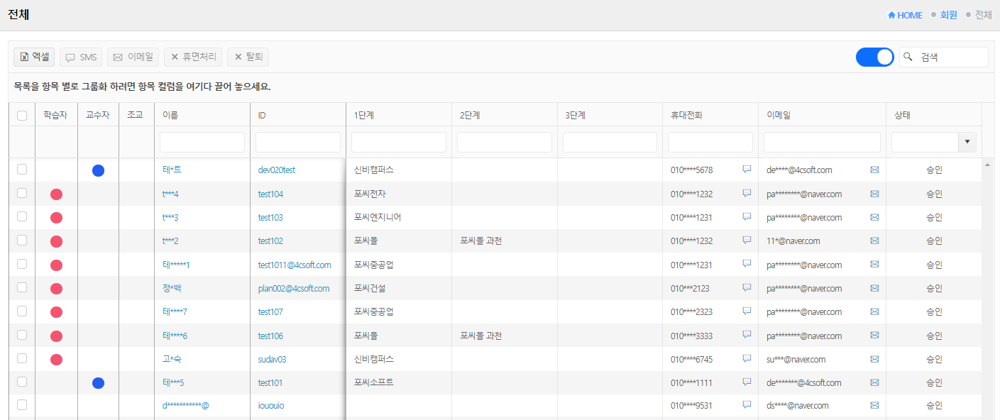 전체
HOME 회원 전체
엑셀 SMS 이메일 휴면처리 탈퇴 검색
목록을 항목 별로 그룹화 하려면 항목 컬럼을 여기다 끌어 놓으세요.
학습자 교수자 조교 이름 ID 1단계 2단계 3단계 휴대전화 이메일 상태
테*트 dev020test 신비캠퍼스 010****5678 de****@4csoft.com 승인
t***4 test104 포씨전자 010****1232 pa********@naver.com 승인
t***3 test103 포씨엔지니어 010****1231 pa********@naver.com 승인
t***2 test102 포씨몰 포씨몰 과천 010****1232 11*@naver.com 승인
테*****1 test1011@4csoft.com 포씨중공업 010****1231 pa********@naver.com 승인
정*백 plan002@4csoft.com 포씨건설 010***2123 pa********@naver.com 승인
테****7 test107 포씨중공업 010****2323 pa********@naver.com 승인
테****6 test106 포씨몰 포씨몰 과천 010****3333 pa********@naver.com 승인
고*숙 sudav03 신비캠퍼스 010****6745 su***@naver.com 승인
테***5 test101 포씨소프트 010****1111 de*******@4csoft.com 승인
d***********@ iououio 010****9531 ds****@naver.com 승인